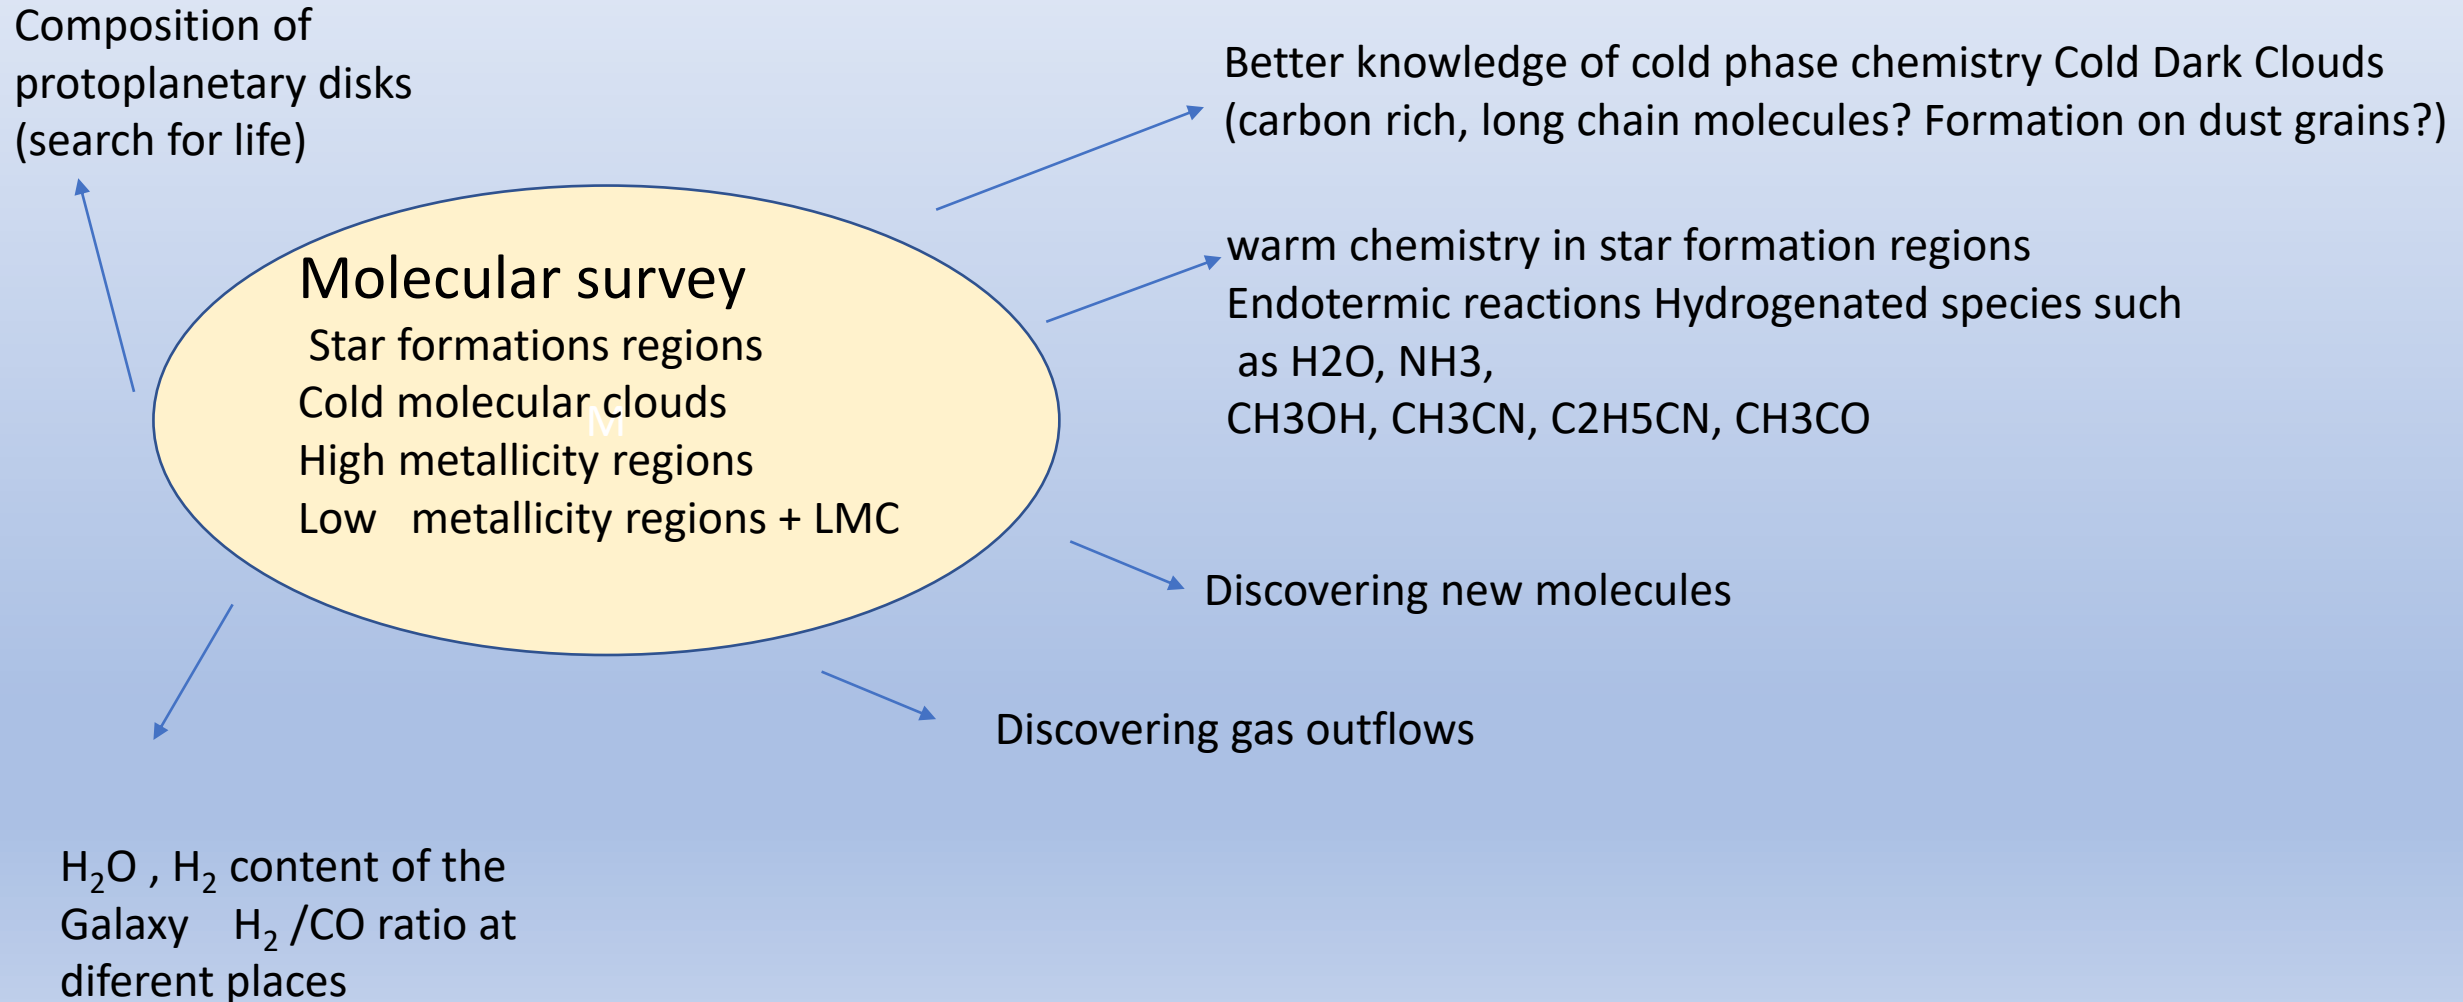 Composition of
protoplanetary disks
(search for life)
Better knowledge of cold phase chemistry Cold Dark Clouds
(carbon rich, long chain molecules? Formation on dust grains?)
Molecular survey
Star formations regions
Cold molecular clouds
M
High metallicity regions
Low metallicity regions + LMC
warm chemistry in star formation regions
Endotermic reactions Hydrogenated species such
as H2O, NH3,
CH3OH, CH3CN, C2H5CN, CH3CO
Discovering new molecules
Discovering gas outflows
H₂O , H₂ content of the
Galaxy H₂ /CO ratio at
diferent places